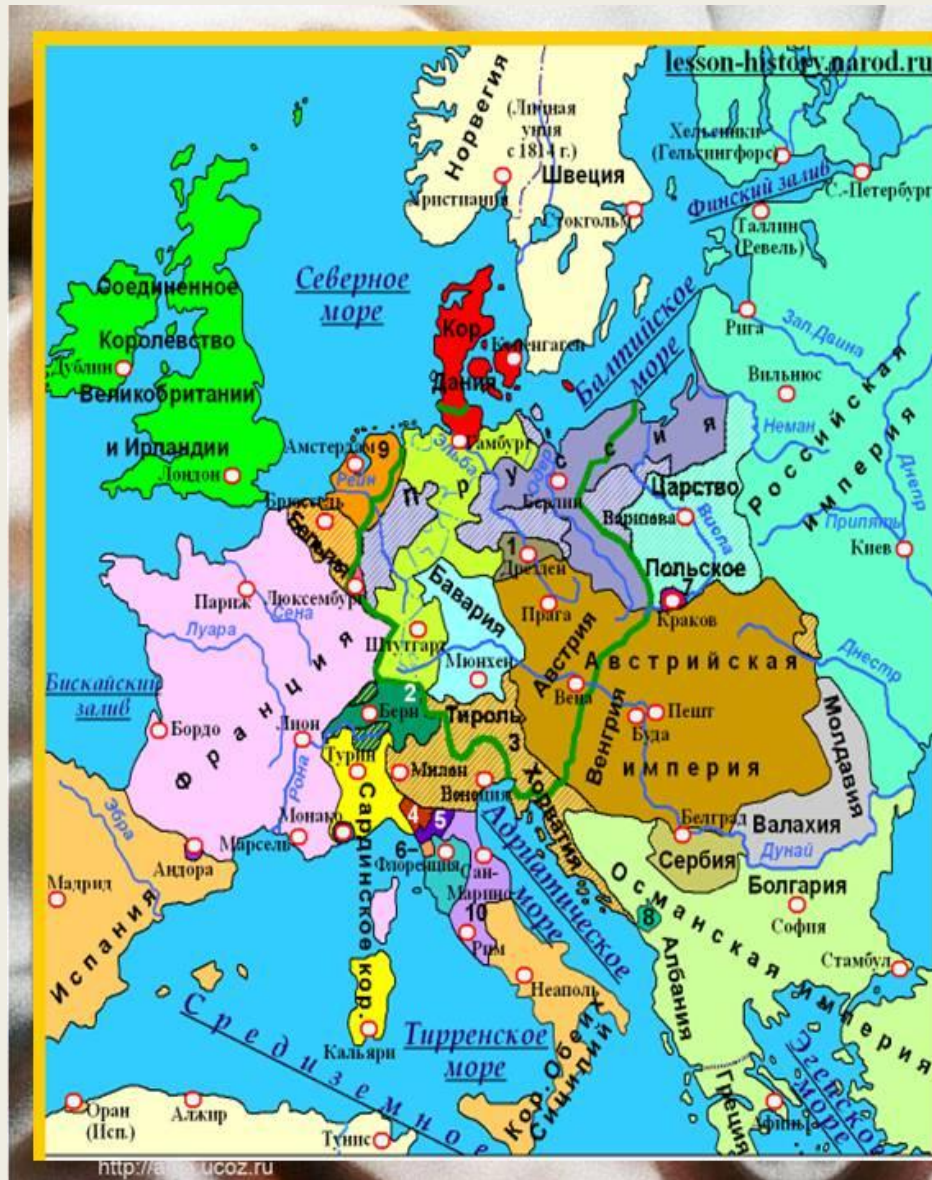 lesson-history.narod.ru
Норвегия
(Личная
уния
с 1814 г.)
Швеция
Христиания
Стокгольм
Хельсинки
(Гельсингфорс)
Финский залив
С.-Петербург
Таллин
(Ревель)
Северное
море
Соединенное
Королевство
Великобритании
и Ирландии
Дублин
Лондон
Кор.
Дания
Копенгаген
Балтийское
море
Рига
Зап.Двина
Вильнюс
Неман
Российская
империя
Днепр
Припять
Киев
Амстердам
9
Рейн
Гамбург
Эльба
Одер
Пруссия
Берлин
Царство
Польское
Варшава
Висла
Брюссель
Бельгия
Люксембург
1
Дрезден
Бавария
Прага
7
Краков
Париж
Сена
Луара
Франция
Штутгарт
Мюнхен
Австрия
Австрийская
империя
Вена
Венгрия
Пешт
Буда
Днестр
Бискайский
залив
Бордо
Лион
Рона
2
Берн
Тироль
3
Турин
Милан
Венеция
Хорватия
Молдавия
Валахия
Белград
Сербия
Дунай
Эбра
Монако
Марсель
Андора
Мадрид
Испания
Сардинское кор.
4
5
6-
Флоренция
Сан-
Марино
10
Рим
Адриатическое
море
8
Болгария
София
Османская империя
Албания
Стамбул
Неаполь
Кор. Обеих
Сицилий
Кальяри
Тирренское
море
Средиземное
Греция
Афины
Эгейское
море
Оран
(Исп.)
Алжир
Тунис